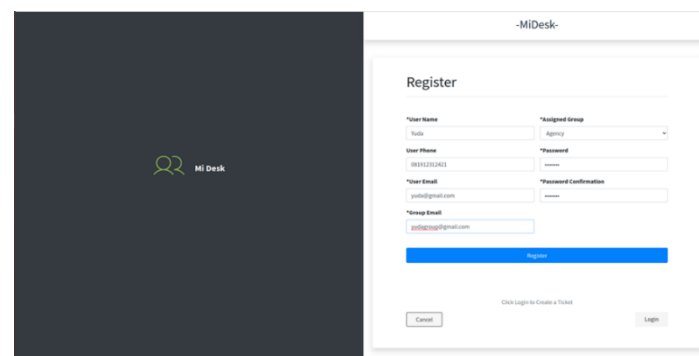 -MiDesk-
Mi Desk
Register
*User Name
*Assigned Group
Yuda
Agency
User Phone
*Password
081912312421
•••••••
*User Email
*Password Confirmation
yuda@gmail.com
•••••••
*Group Email
yudagroup@gmail.com
Register
Click Login to Create a Ticket
Cancel
Login